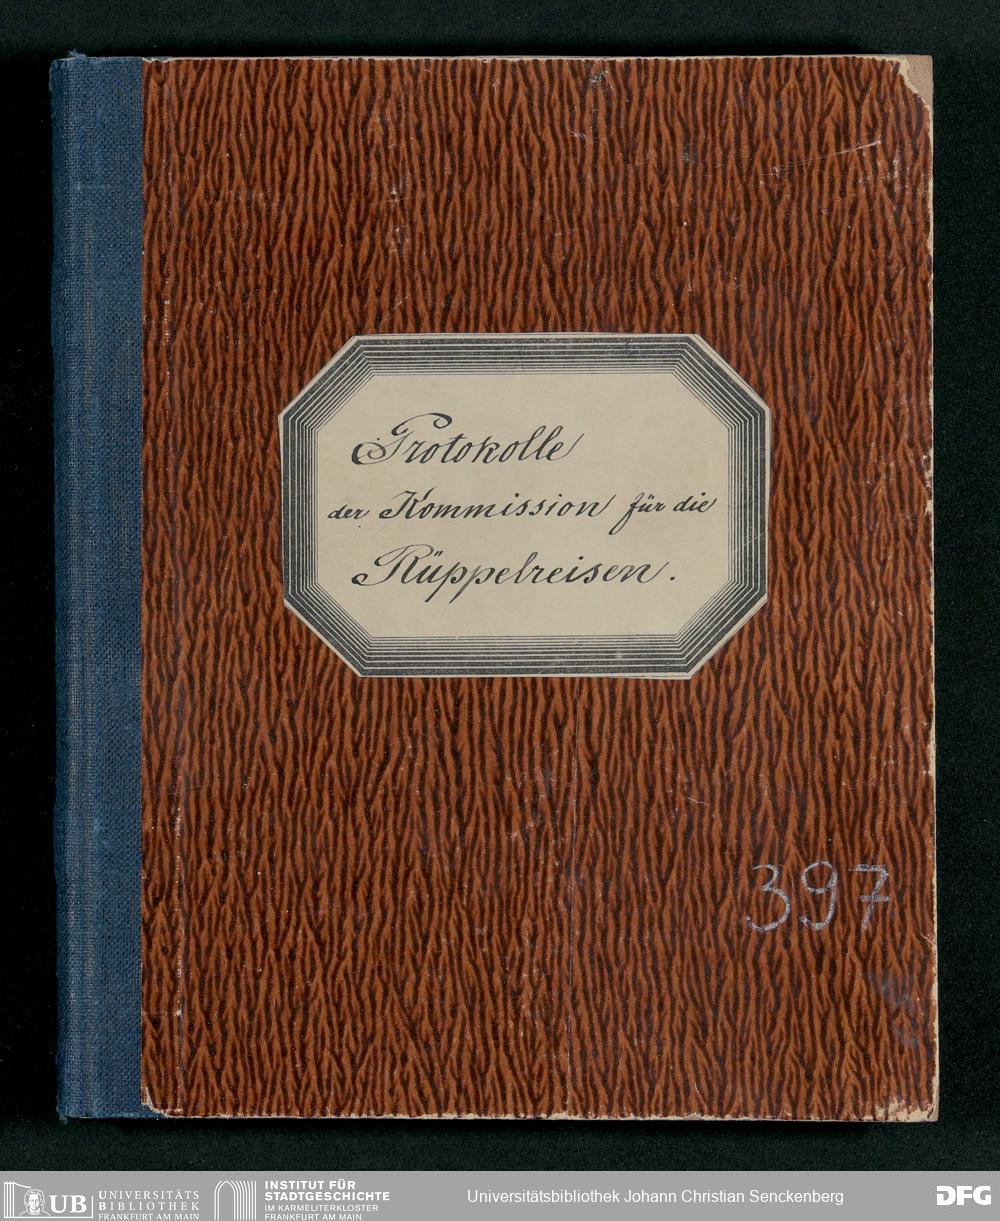 Protokolle
der Kommission für die
Rüppelreisen.
397
UB UNIVERSITÄTS
BIBLIOTHEK
FRANKFURT AM MAIN
INSTITUT FÜR
STADTGESCHICHTE
IM KARMELITERKLOSTER
FRANKFURT AM MAIN
Universitätsbibliothek Johann Christian Senckenberg
DFG